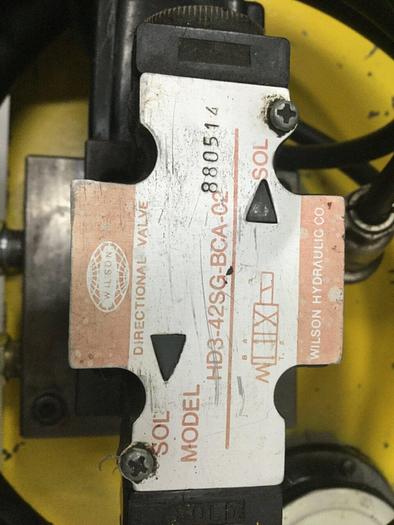 WILSON
DIRECTIONAL VALVE
SOL
MODEL HD3-42SG-BCA-02
880514
SOL
B A
WILSON HYDRAULIC CO